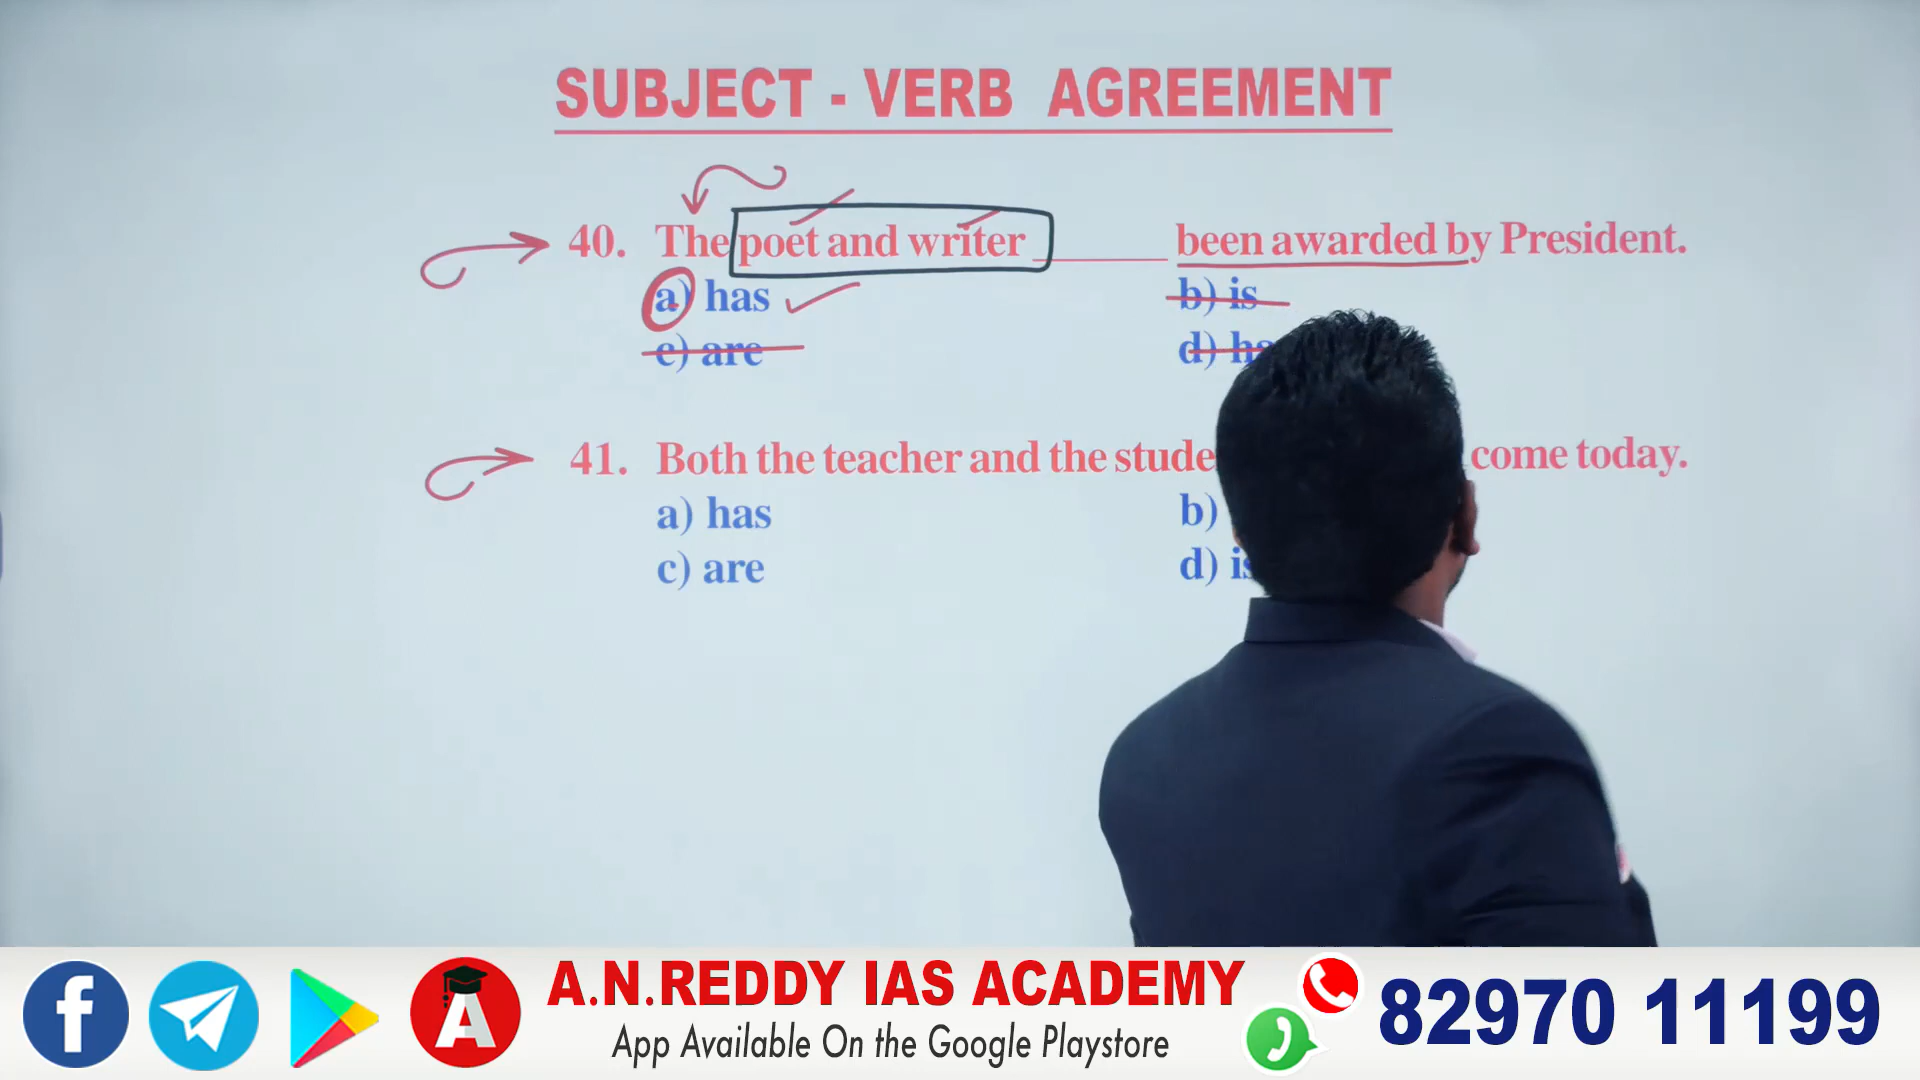 SUBJECT - VERB AGREEMENT
40. The poet and writer ______ been awarded by President.
a) has b) is
c) are d)
41. Both the teacher and the come today.
a) has b)
c) are d)
A.N.REDDY IAS ACADEMY
App Available On the Google Playstore
82970 11199